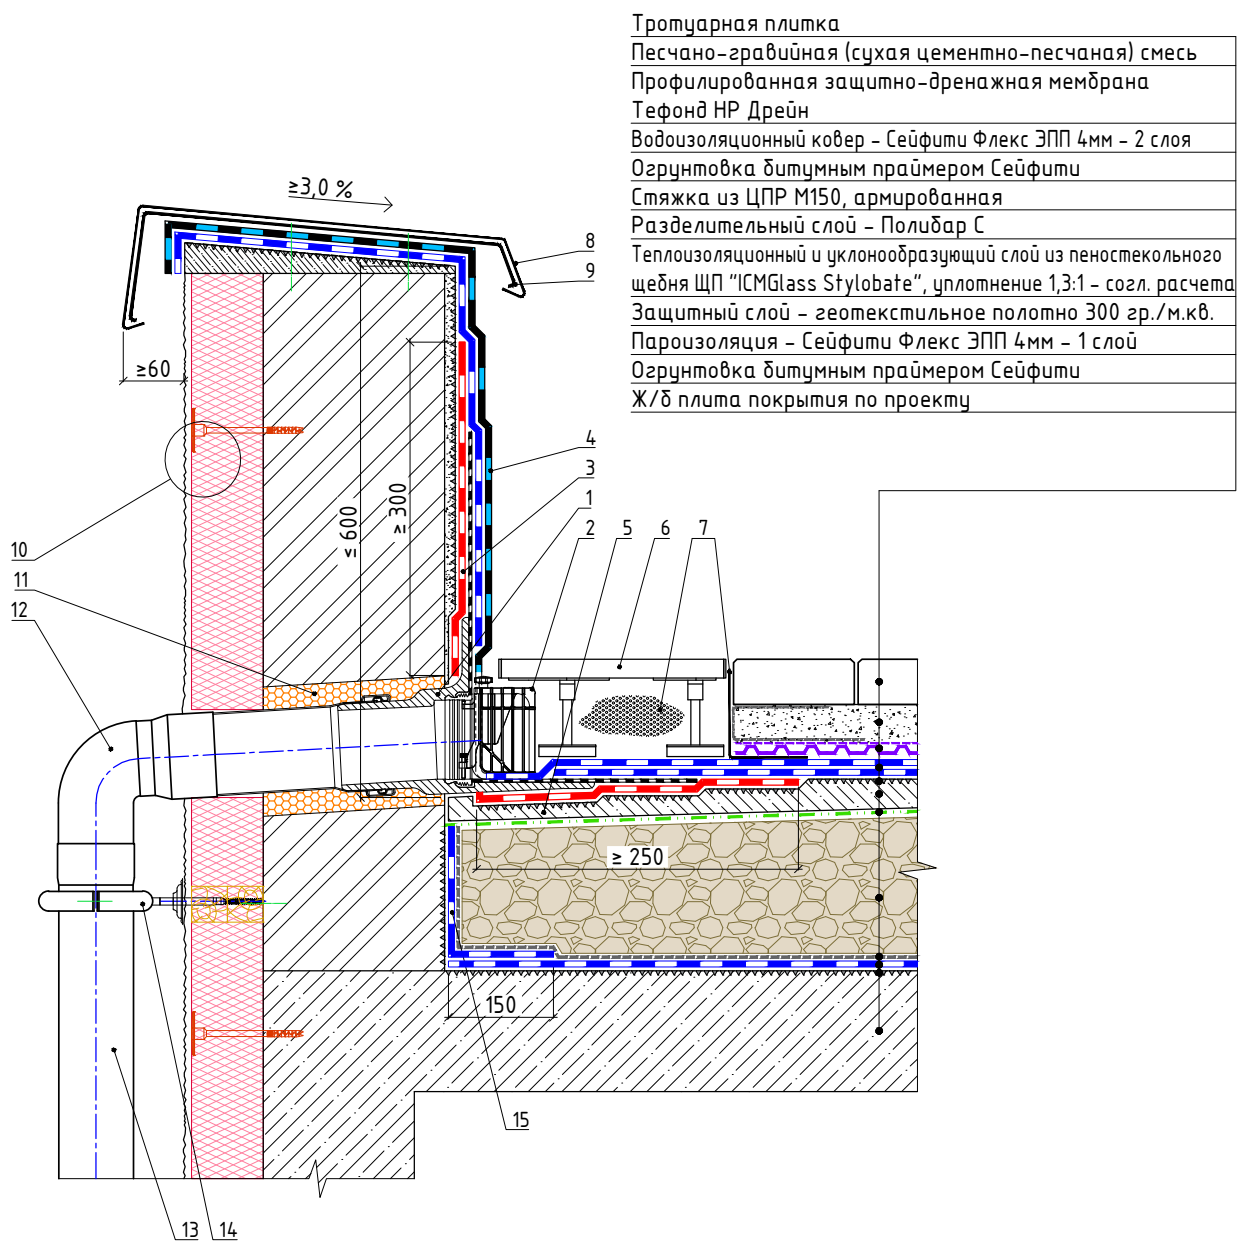 Тротуарная плитка
Песчано-гравийная (сухая цементно-песчаная) смесь
Профилированная защитно-дренажная мембрана
Тефонд НР Дрейн
Водоизоляционный ковер - Сейфити Флекс ЭПП 4мм - 2 слоя
Огрунтовка битумным праймером Сейфити
Стяжка из ЦПР М150, армированная
Разделительный слой - Полибар С
Теплоизоляционный и уклонообразующий слой из пеностекольного
щебня ЩП "ICMGlass Stylobate", уплотнение 1,3:1 - согл. расчета
Защитный слой - геотекстильное полотно 300 гр./м.кв.
Пароизоляция - Сейфити Флекс ЭПП 4мм - 1 слой
Огрунтовка битумным праймером Сейфити
Ж/б плита покрытия по проекту
≥3,0 %
8
9
≥60
4
3
1
2
5
6
7
≤ 600
≥ 300
10
11
12
≥ 250
150
15
13
14